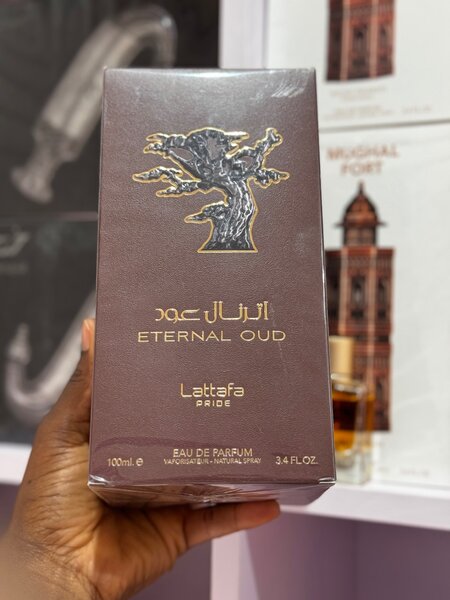 اترنال عود
ETERNAL OUD
Lattafa
PRIDE
EAU DE PARFUM
100ml. e
VAPORISATEUR - NATURAL SPRAY
3.4 FL.OZ.
MUGHAL
FORT